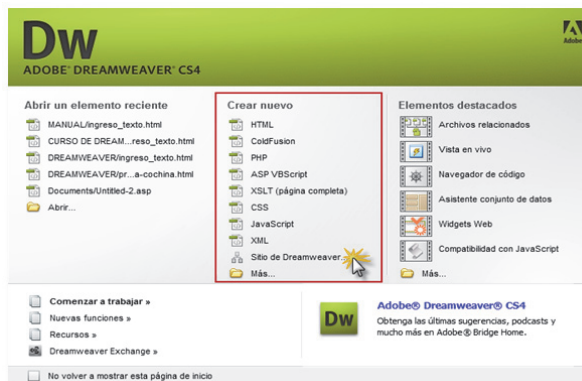 Dw
ADOBE® DREAMWEAVER® CS4
Adobe
Abrir un elemento reciente
MANUAL/ingreso_texto.html
CURSO DE DREAM...reso_texto.html
DREAMWEAVER/ingreso_texto.html
DREAMWEAVER/pr...a-cochina.html
Documents/Untitled-2.asp
Abrir...
Crear nuevo
HTML
ColdFusion
PHP
ASP VBScript
XSLT (página completa)
CSS
JavaScript
XML
Sitio de Dreamweaver...
Más...
Elementos destacados
Archivos relacionados
Vista en vivo
Navegador de código
Asistente conjunto de datos
Widgets Web
Compatibilidad con JavaScript
Más...
Comenzar a trabajar »
Nuevas funciones »
Recursos »
Dreamweaver Exchange »
Dw
Adobe® Dreamweaver® CS4
Obtenga las últimas sugerencias, podcasts y
mucho más en Adobe® Bridge Home.
No volver a mostrar esta página de inicio